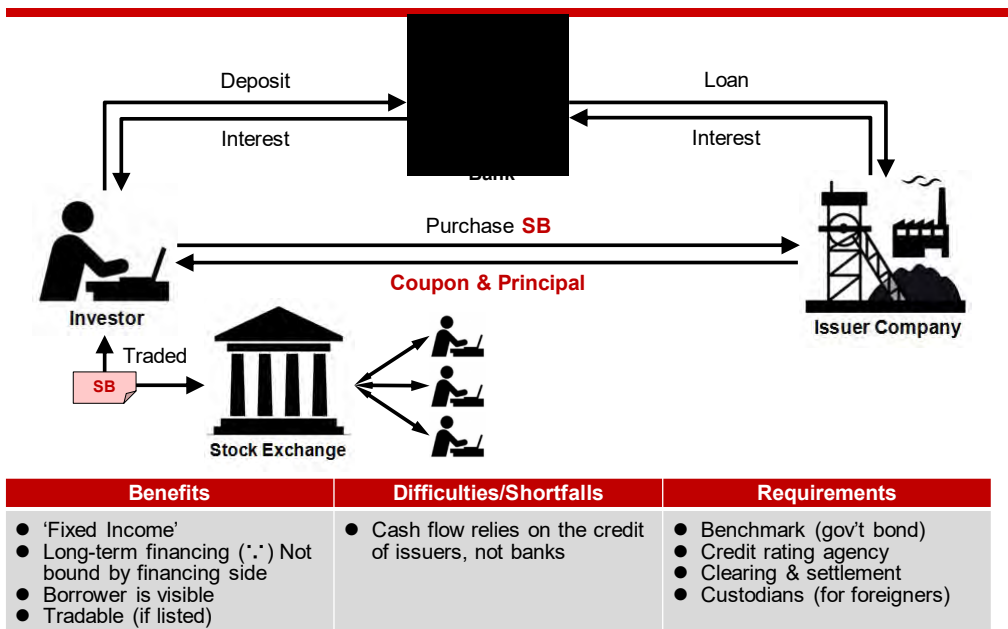 Deposit
Loan
Interest
Interest
Bank
Purchase SB
Coupon & Principal
Investor
Issuer Company
Traded
SB
Stock Exchange
Benefits
Difficulties/Shortfalls
Requirements
● ‘Fixed Income’
● Long-term financing (∵) Not
bound by financing side
● Borrower is visible
● Tradable (if listed)
● Cash flow relies on the credit
of issuers, not banks
● Benchmark (gov’t bond)
● Credit rating agency
● Clearing & settlement
● Custodians (for foreigners)